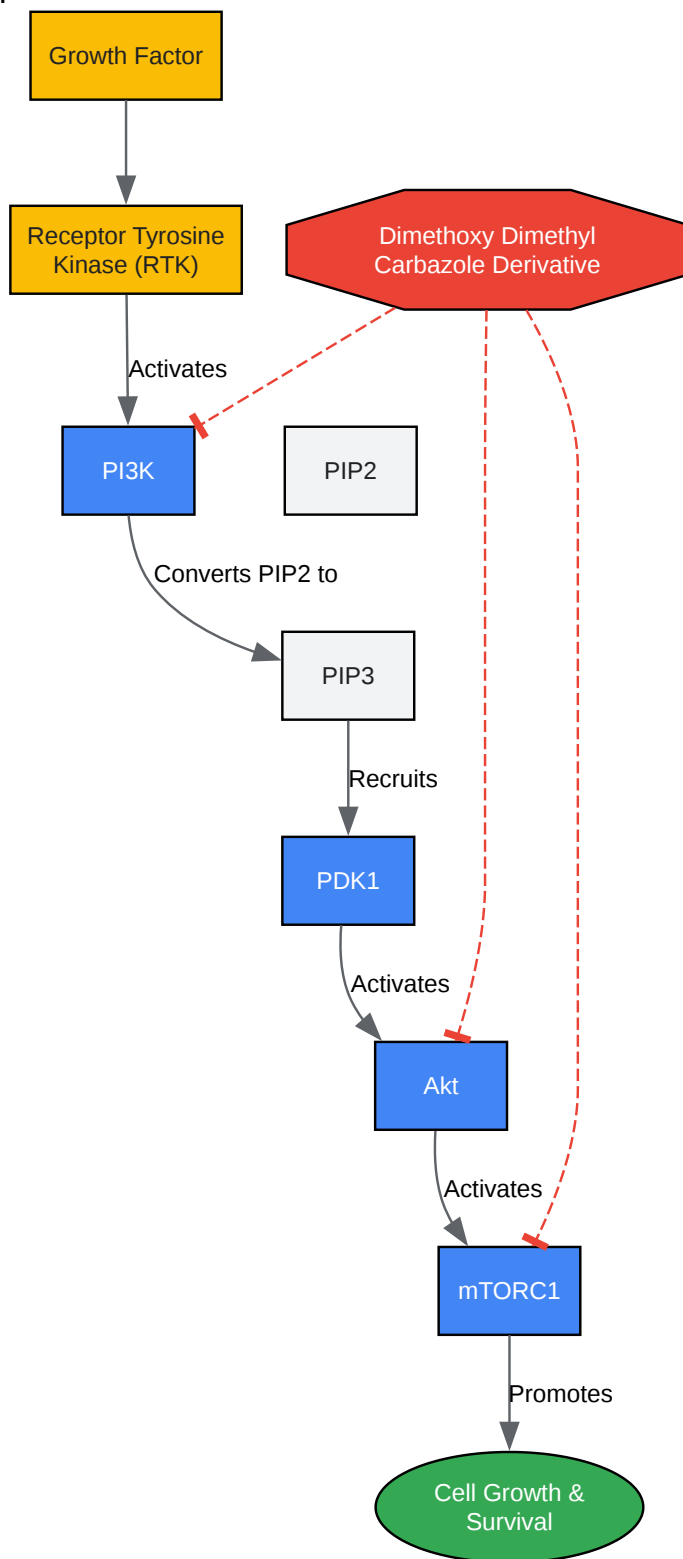 Growth Factor
Receptor Tyrosine
Kinase (RTK)
Dimethoxy Dimethyl
Carbazole Derivative
Activates
PI3K
PIP2
Converts PIP2 to
PIP3
Recruits
PDK1
Activates
Akt
Activates
mTORC1
Promotes
Cell Growth &
Survival